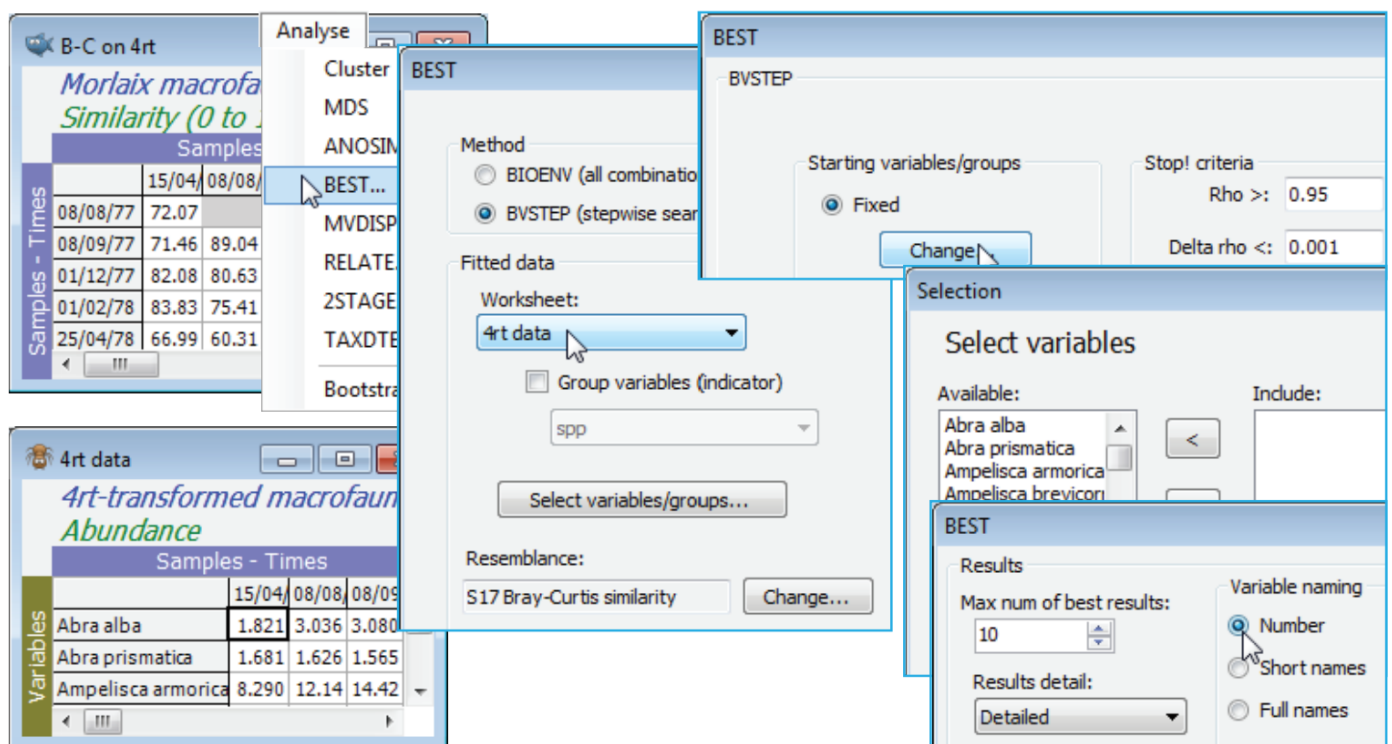 B-C on 4rt
Morlaix macrofa
Similarity (0 to
Samples
15/04/ 08/08/
08/08/77 72.07
08/09/77 71.46 89.04
01/12/77 82.08 80.63
01/02/78 83.83 75.41
25/04/78 66.99 60.31
Samples - Times
Analyse
Cluster
MDS
ANOSIM
BEST...
MVDISP
RELATE.
2STAGE
TAXDTE
Bootstra
4rt data
4rt-transformed macrofaun
Abundance
Samples - Times
15/04/ 08/08/ 08/09
Abra alba 1.821 3.036 3.080
Abra prismatica 1.681 1.626 1.565
Ampelisca armorica 8.290 12.14 14.42
Variables
BEST
Method
BIOENV (all combinatio
BVSTEP (stepwise sear
Fitted data
Worksheet:
4rt data
Group variables (indicator)
spp
Select variables/groups...
Resemblance:
S17 Bray-Curtis similarity Change...
BEST
BVSTEP
Starting variables/groups
Fixed
Change
Stop! criteria
Rho >: 0.95
Delta rho <: 0.001
Selection
Select variables
Available: Include:
Abra alba
Abra prismatica
Ampelisca armorica
Ampelisca brevicorn
<
BEST
Results
Max num of best results:
10
Results detail:
Detailed
Variable naming
Number
Short names
Full names